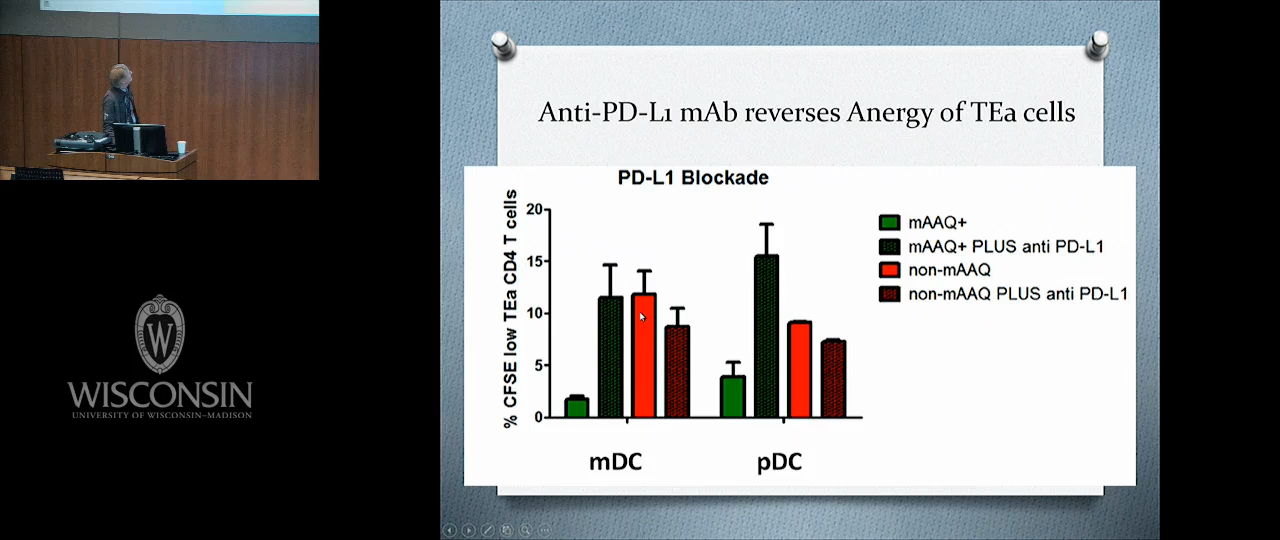 Anti-PD-L1 mAb reverses Anergy of TEa cells
PD-L1 Blockade
% CFSE low TEa CD4 T cells
20
15
10
5
0
mDC
pDC
mAAQ+
mAAQ+ PLUS anti PD-L1
non-mAAQ
non-mAAQ PLUS anti PD-L1
W
WISCONSIN
UNIVERSITY OF WISCONSIN–MADISON